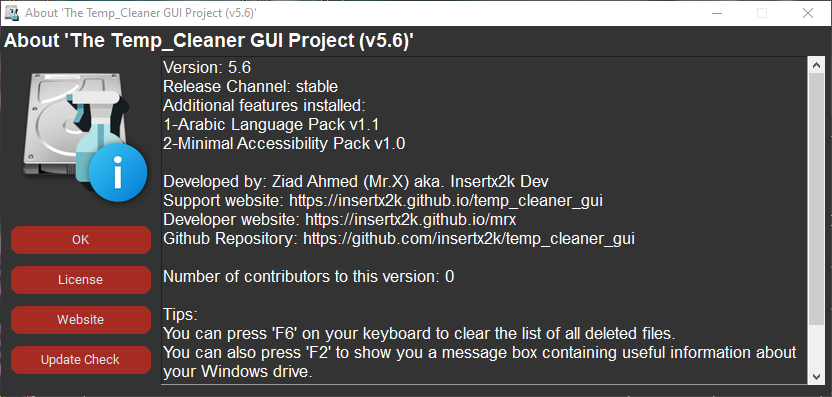 About 'The Temp_Cleaner GUI Project (v5.6)'
About 'The Temp_Cleaner GUI Project (v5.6)'
Version: 5.6
Release Channel: stable
Additional features installed:
1-Arabic Language Pack v1.1
2-Minimal Accessibility Pack v1.0
Developed by: Ziad Ahmed (Mr.X) aka. Insertx2k Dev
Support website: https://insertx2k.github.io/temp_cleaner_gui
Developer website: https://insertx2k.github.io/mrx
Github Repository: https://github.com/insertx2k/temp_cleaner_gui
Number of contributors to this version: 0
Tips:
You can press 'F6' on your keyboard to clear the list of all deleted files.
You can also press 'F2' to show you a message box containing useful information about
your Windows drive.
OK
License
Website
Update Check